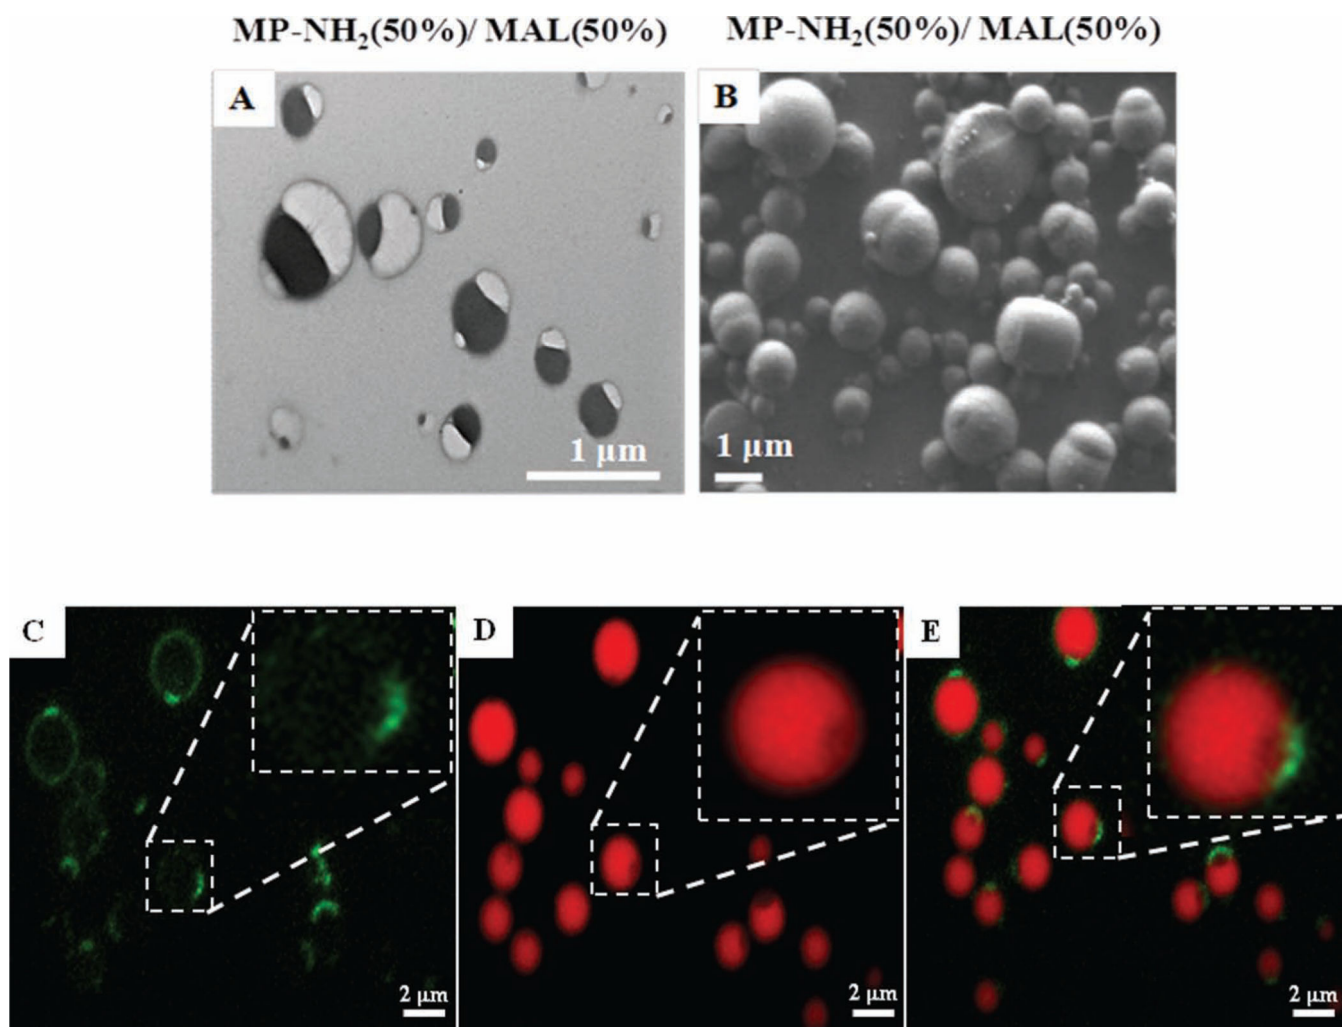 MP-NH₂(50%)/ MAL(50%)
MP-NH₂(50%)/ MAL(50%)
A
B
1 μm
1 μm
C
D
E
2 μm
2 μm
2 μm